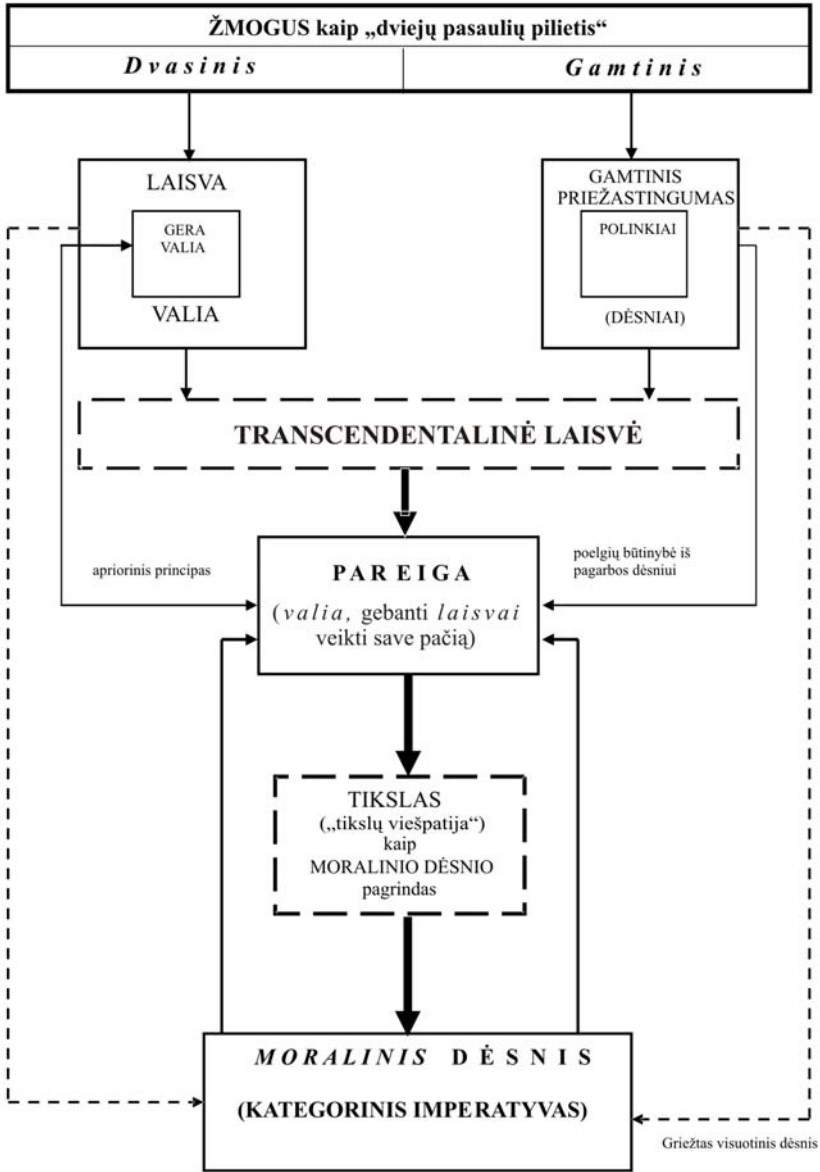 ŽMOGUS kaip „dviejų pasaulių pilietis“
Dvasinis
Gamtinis
LAISVA
GERA
VALIA
VALIA
GAMTINIS
PRIEŽASTINGUMAS
POLINKIAI
(DĖSNIAI)
TRANSCENDENTALINĖ LAISVĖ
apriorinis principas
PAREIGA
(valia, gebanti laisvai
veikti save pačią)
poelgių būtinybė iš
pagarbos dėsniui
TIKSLAS
(„tikslų viešpatija“)
kaip
MORALINIO DĖSNIO
pagrindas
MORALINIS DĖSNIS
(KATEGORINIS IMPERATYVAS)
Griežtas visuotinis dėsnis